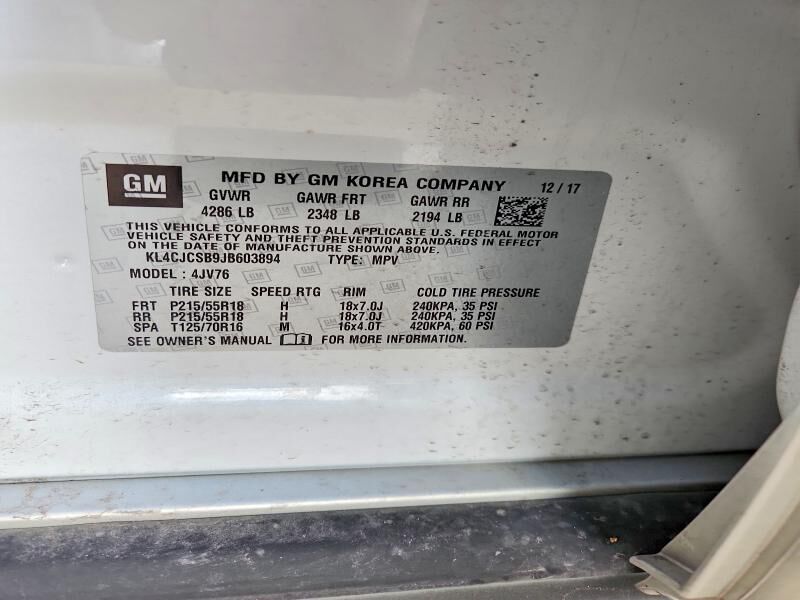 GM MFD BY GM KOREA COMPANY 12 / 17
GVWR GAWR FRT GAWR RR
4286 LB 2348 LB 2194 LB
THIS VEHICLE CONFORMS TO ALL APPLICABLE U.S. FEDERAL MOTOR
VEHICLE SAFETY AND THEFT PREVENTION STANDARDS IN EFFECT
ON THE DATE OF MANUFACTURE SHOWN ABOVE.
KL4CJCSB9JB603894 TYPE: MPV
MODEL : 4JV76
TIRE SIZE SPEED RTG RIM COLD TIRE PRESSURE
FRT P215/55R18 H 18x7.0J 240KPA, 35 PSI
RR P215/55R18 H 18x7.0J 240KPA, 35 PSI
SPA T125/70R16 M 16x4.0T 420KPA, 60 PSI
SEE OWNER'S MANUAL FOR MORE INFORMATION.